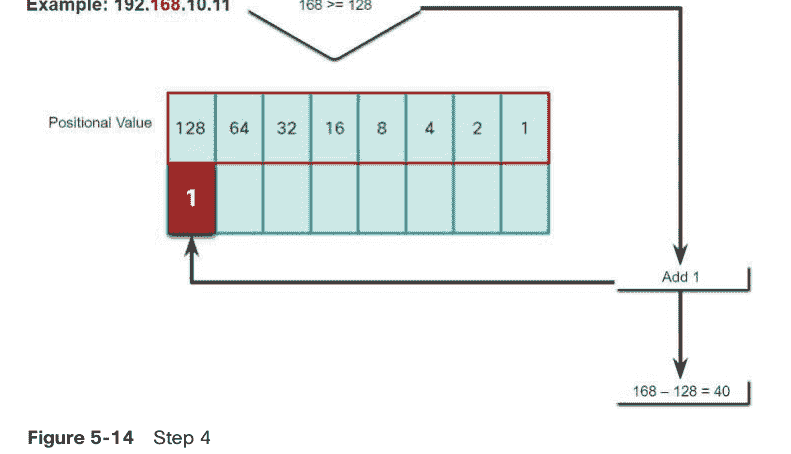 Example: 192.168.10.11
168 >= 128
Positional Value
128 64 32 16 8 4 2 1
1
Add 1
168 – 128 = 40
Figure 5-14 Step 4